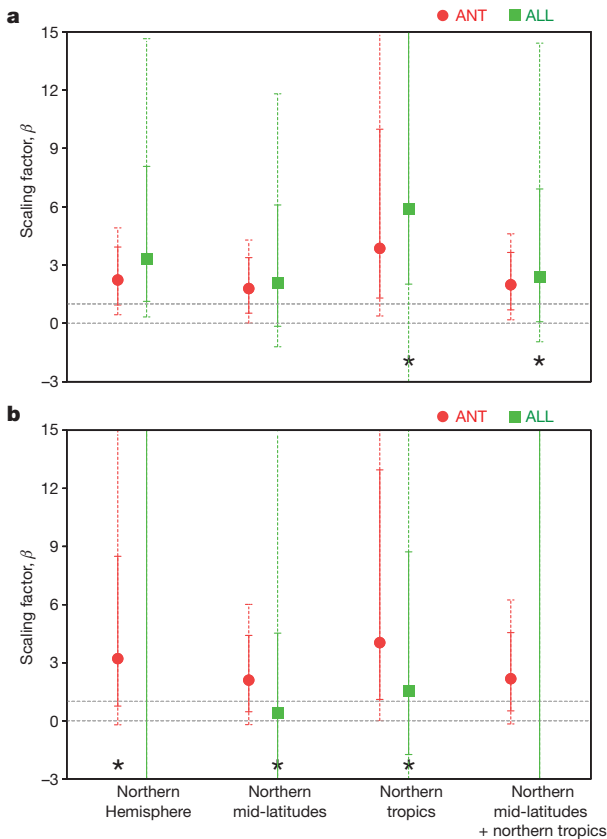 a
ANT ALL
15
12
9
6
3
0
–3
Scaling factor, β
*
*
b
ANT ALL
15
12
9
6
3
0
–3
Scaling factor, β
*
*
*
Northern
Hemisphere
Northern
mid-latitudes
Northern
tropics
Northern
mid-latitudes
+ northern tropics